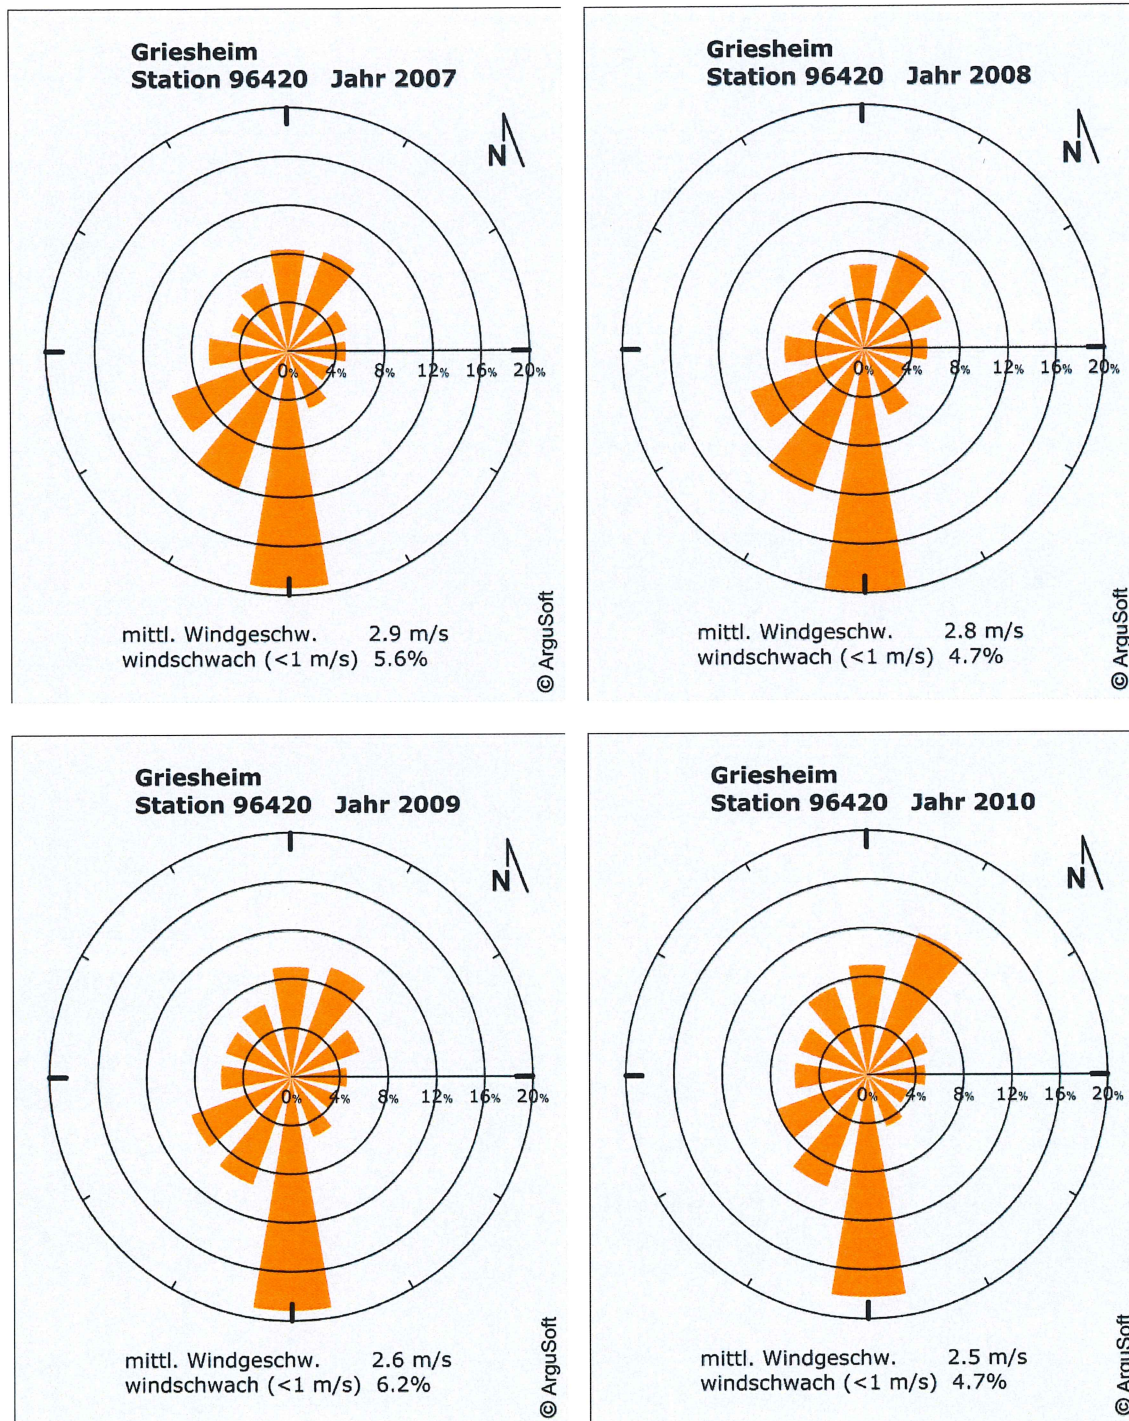 Griesheim
Station 96420 Jahr 2007
N
0% 4% 8% 12% 16% 20%
mittl. Windgeschw. 2.9 m/s
windschwach (<1 m/s) 5.6%
© ArguSoft
Griesheim
Station 96420 Jahr 2008
N
0% 4% 8% 12% 16% 20%
mittl. Windgeschw. 2.8 m/s
windschwach (<1 m/s) 4.7%
© ArguSoft
Griesheim
Station 96420 Jahr 2009
N
0% 4% 8% 12% 16% 20%
mittl. Windgeschw. 2.6 m/s
windschwach (<1 m/s) 6.2%
© ArguSoft
Griesheim
Station 96420 Jahr 2010
N
0% 4% 8% 12% 16% 20%
mittl. Windgeschw. 2.5 m/s
windschwach (<1 m/s) 4.7%
© ArguSoft